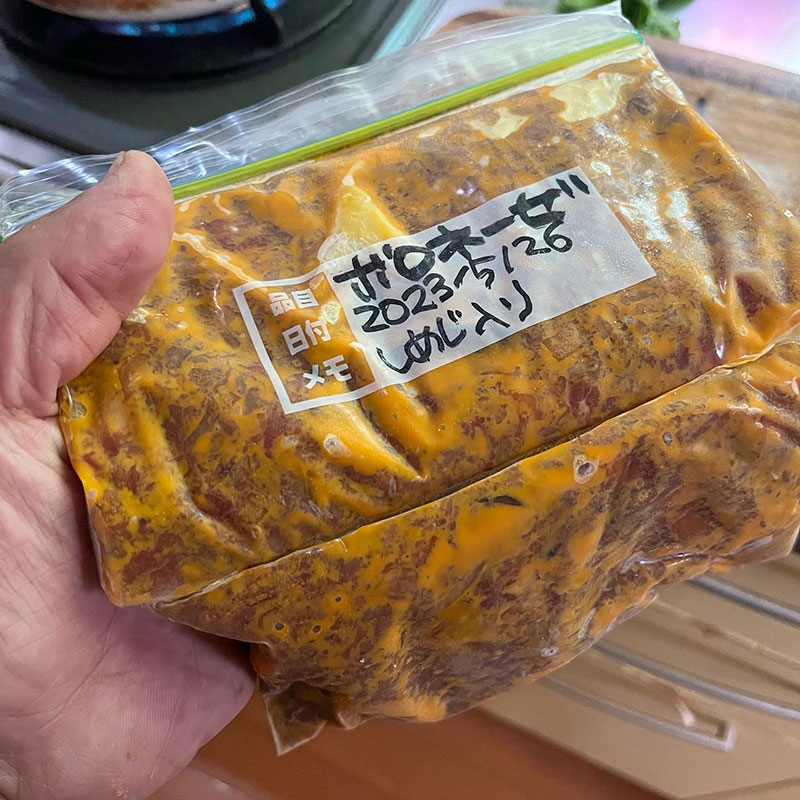 品目 ボロネーゼ
日付 2023/5/26
メモ しめじ入り